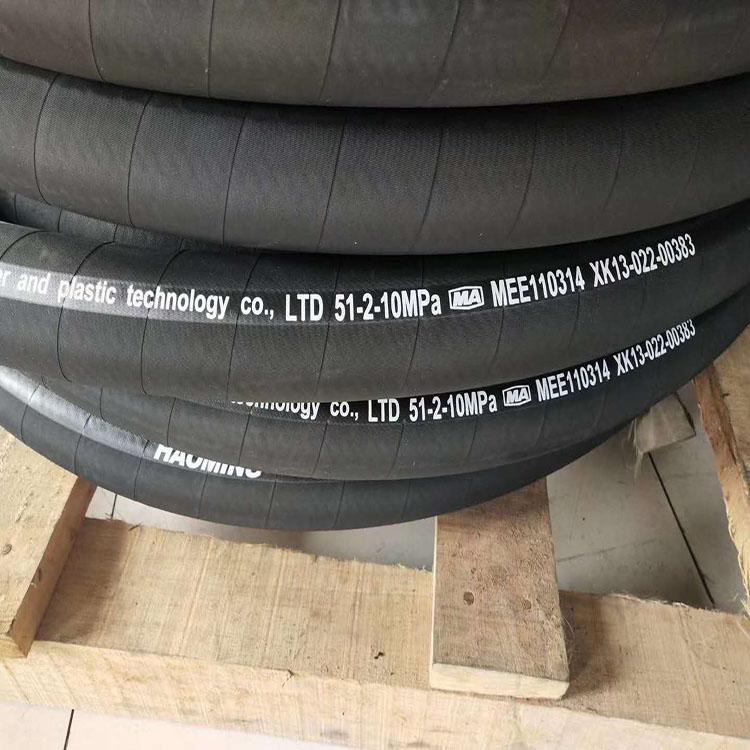 and plastic technology co., LTD 51-2-10MPa MA MEE110314 XK13-022-00383
technology co., LTD 51-2-10MPa MA MEE110314 XK13-022-00383
HAOMING